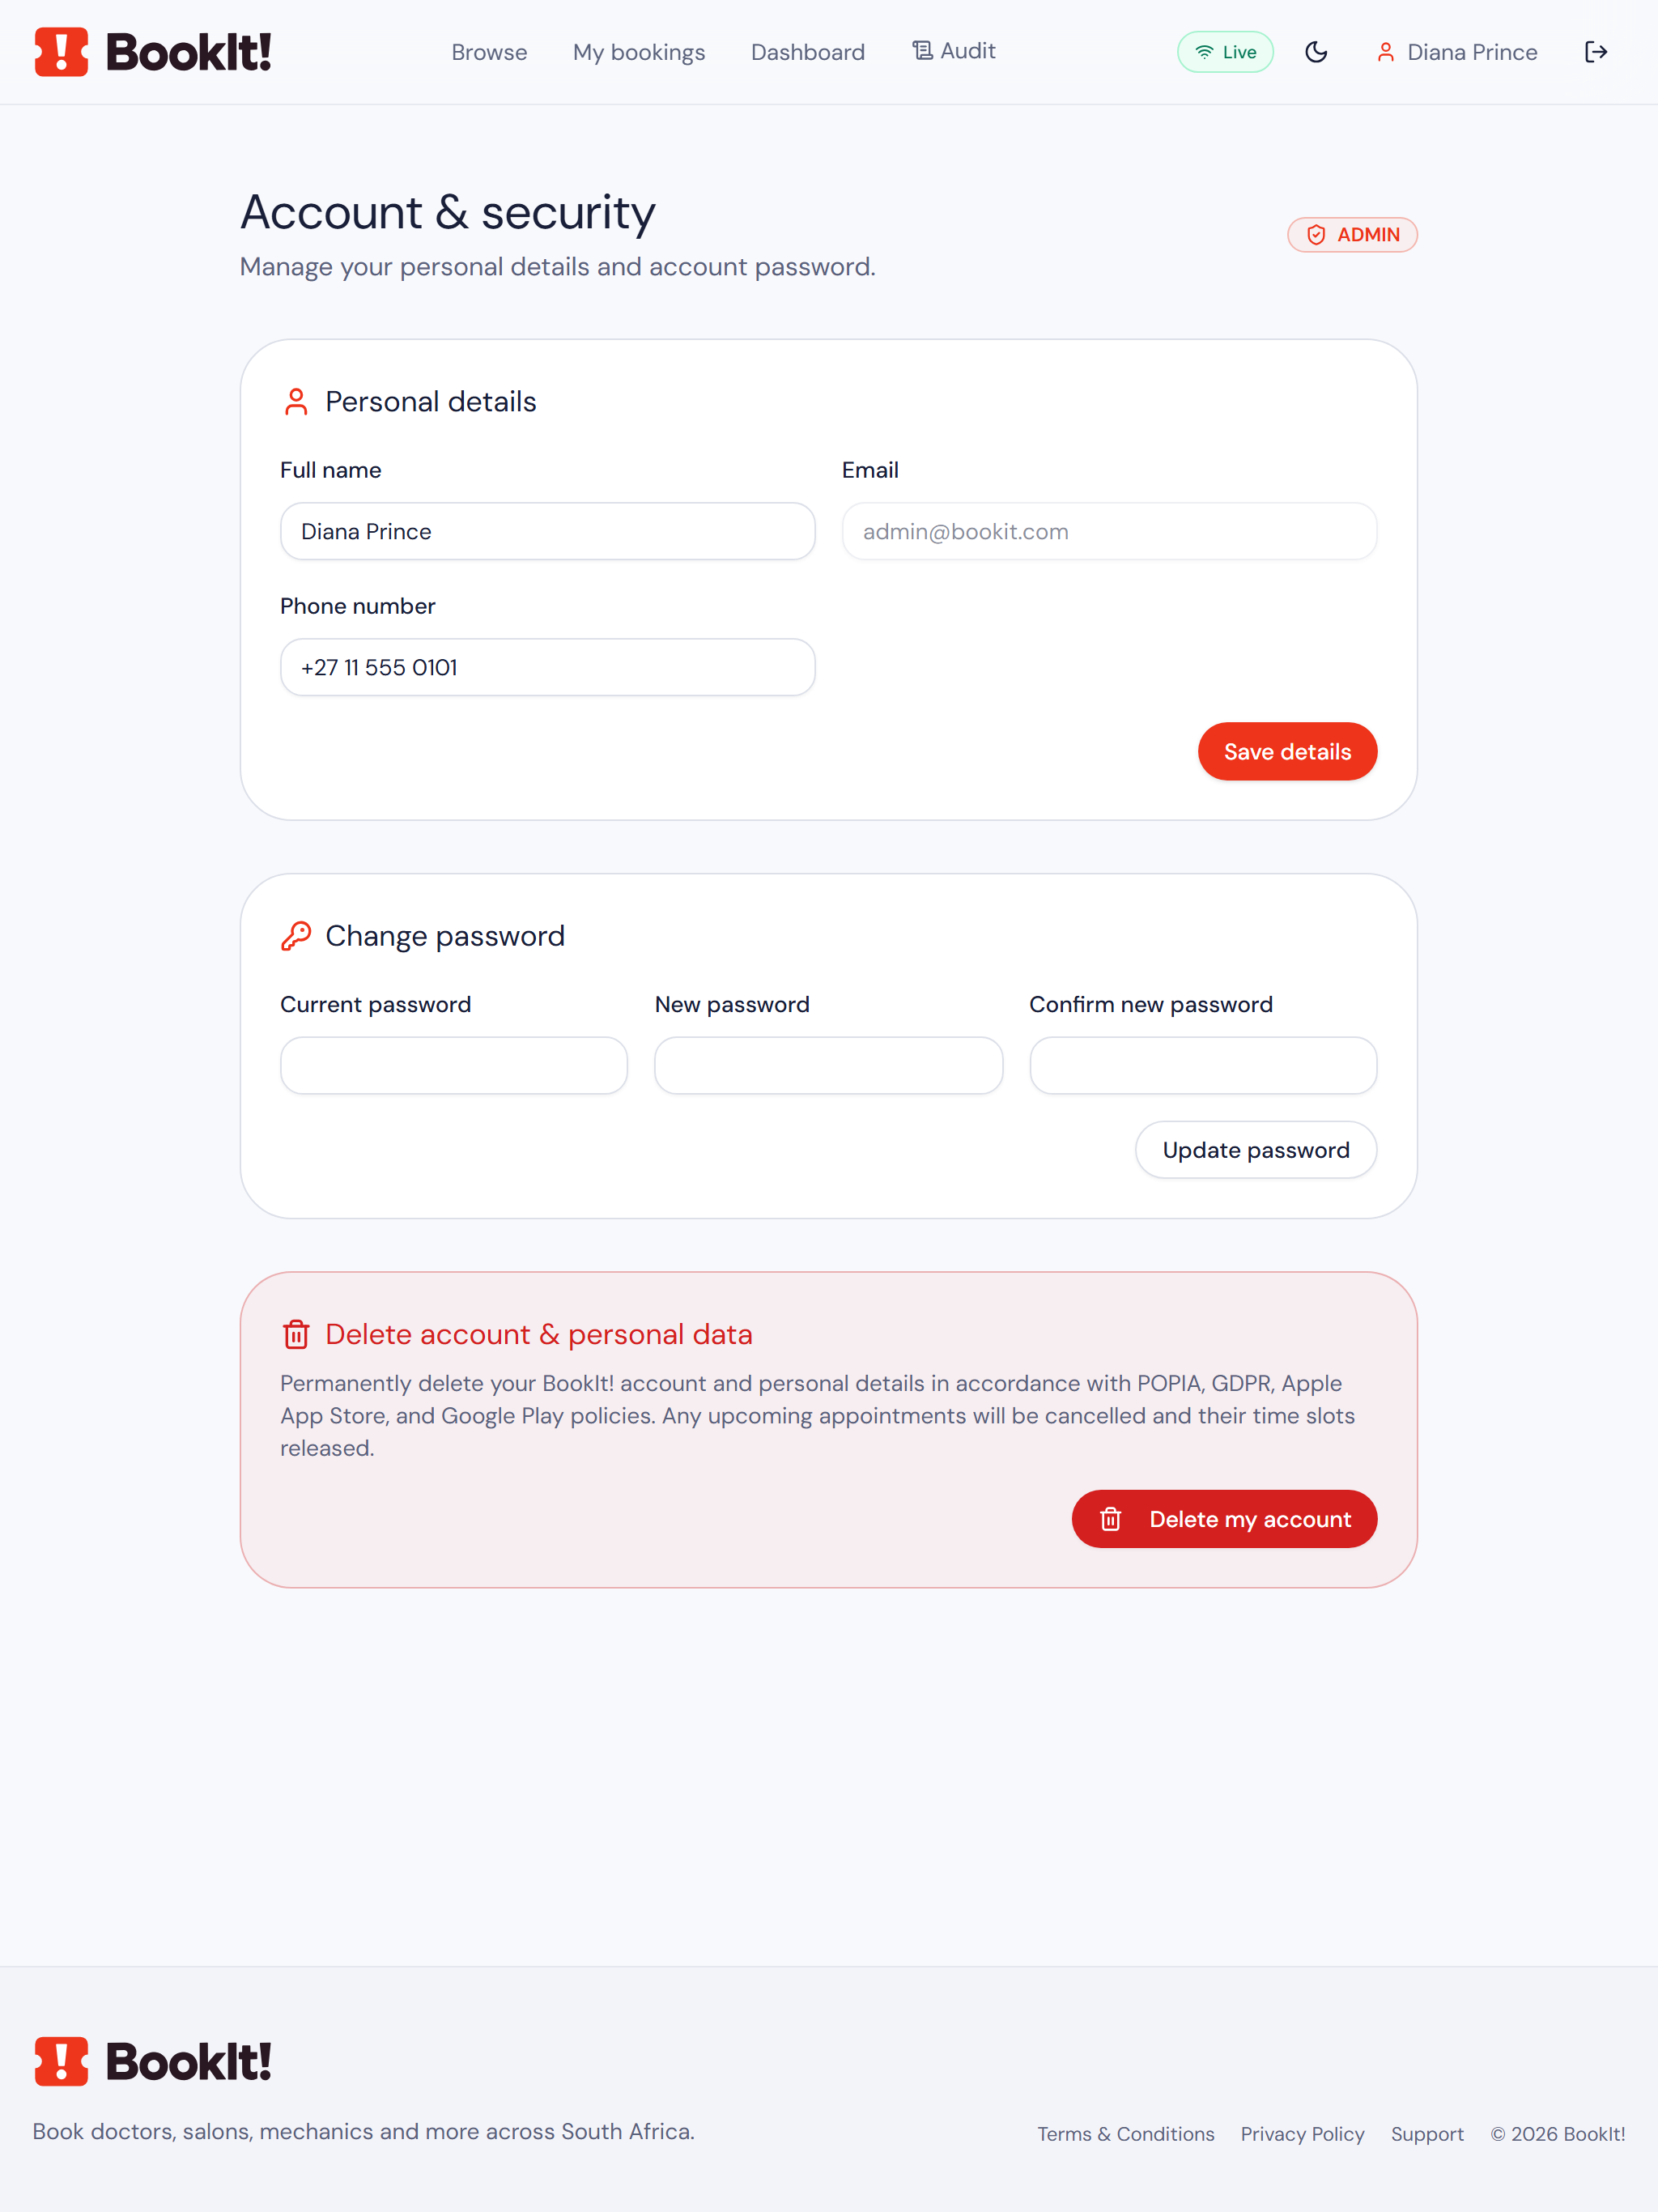 BookIt!
Browse
My bookings
Dashboard
Audit
Live
Diana Prince
Account & security
Manage your personal details and account password.
ADMIN
Personal details
Full name
Diana Prince
Email
admin@bookit.com
Phone number
+27 11 555 0101
Save details
Change password
Current password
New password
Confirm new password
Update password
Delete account & personal data
Permanently delete your BookIt! account and personal details in accordance with POPIA, GDPR, Apple
App Store, and Google Play policies. Any upcoming appointments will be cancelled and their time slots
released.
Delete my account
BookIt!
Book doctors, salons, mechanics and more across South Africa.
Terms & Conditions
Privacy Policy
Support
© 2026 BookIt!